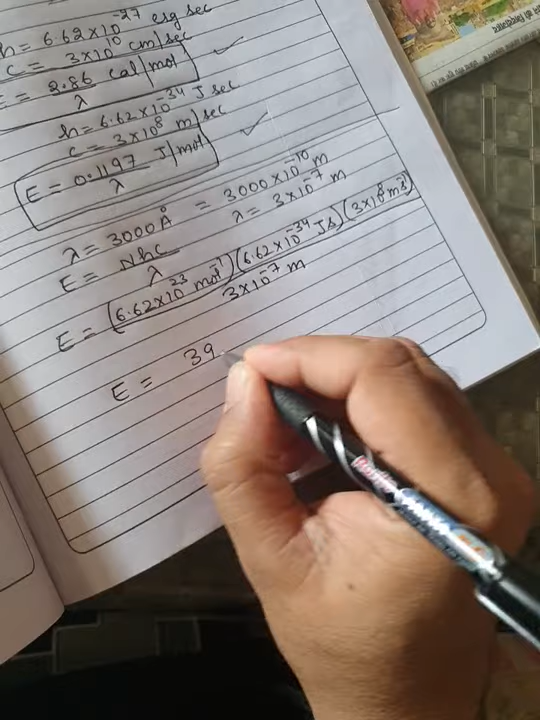 h = 6.62×10⁻²⁷ erg sec
C = 3×10¹⁰ cm/sec
E = 2.86/λ Cal/mol
h = 6.62×10⁻³⁴ J sec
C = 3×10⁸ m/sec
E = 0.1197/λ J/mol
λ = 3000 Å = 3000×10⁻¹⁰ m
λ = 3×10⁻⁷ m
E = Nhc/λ
E = (6.62×10²³ mol⁻¹)(6.62×10⁻³⁴ Js)(3×10⁸ ms⁻¹)/3×10⁻⁷ m
E = 39.